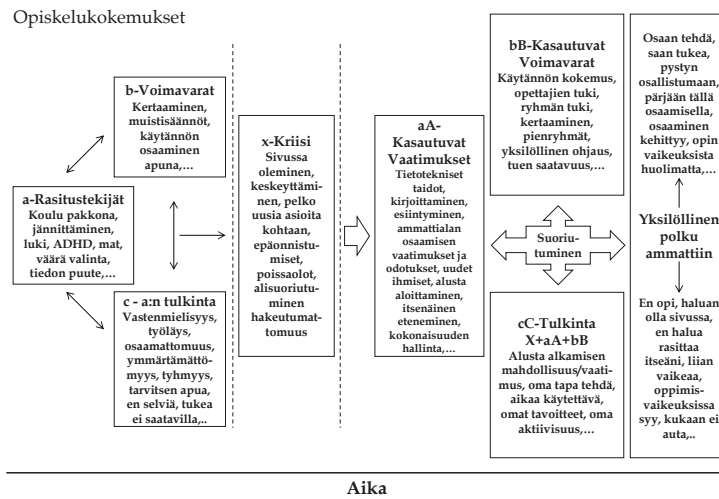 Opiskelukokemukset
b-Voimavarat
Kertaaminen,
muistisäännöt,
käytännön
osaaminen
apuna,…
a-Rasitustekijät
Koulu pakkona,
jännittäminen,
luki, ADHD, mat,
väärä valinta,
tiedon puute,…
c - a:n tulkinta
Vastenmielisyys,
työläys,
osaamattomuus,
ymmärtämättö-
myys, tyhmyys,
tarvitsen apua,
en selviä, tukea
ei saatavilla,..
x-Kriisi
Sivussa
oleminen,
keskeyttämi-
nen, pelko
uusia asioita
kohtaan,
epäonnistu-
miset,
poissaolot,
alisuoriutu-
minen
hakeutumat-
tomuus
aA-
Kasautuvat
Vaatimukset
Tietotekniset
taidot,
kirjoittaminen,
esiintyminen,
ammattialan
osaamisen
vaatimukset ja
odotukset, uudet
ihmiset, alusta
aloittaminen,
itsenäinen
eteneminen,
kokonaisuuden
hallinta,…
bB-Kasautuvat
Voimavarat
Käytännön kokemus,
opettajien tuki,
ryhmän tuki,
kertaaminen,
pienryhmät,
yksilöllinen ohjaus,
tuen saatavuus,…
Suoriu-
tuminen
cC-Tulkinta
X+aA+bB
Alusta alkamisen
mahdollisuus/vaati-
mus, oma tapa tehdä,
aikaa käytettävä,
omat tavoitteet, oma
aktiivisuus,…
Osaan tehdä,
saan tukea,
pystyn
osallistumaan,
pärjään tällä
osaamisella,
osaaminen
kehittyy, opin
vaikeuksista
huolimatta,…
Yksilöllinen
polku
ammattiin
En opi, haluan
olla sivussa,
en halua
rasittaa
itseäni, liian
vaikeaa,
oppimis-
vaikeuksissa
syy, kukaan ei
auta,..
Aika